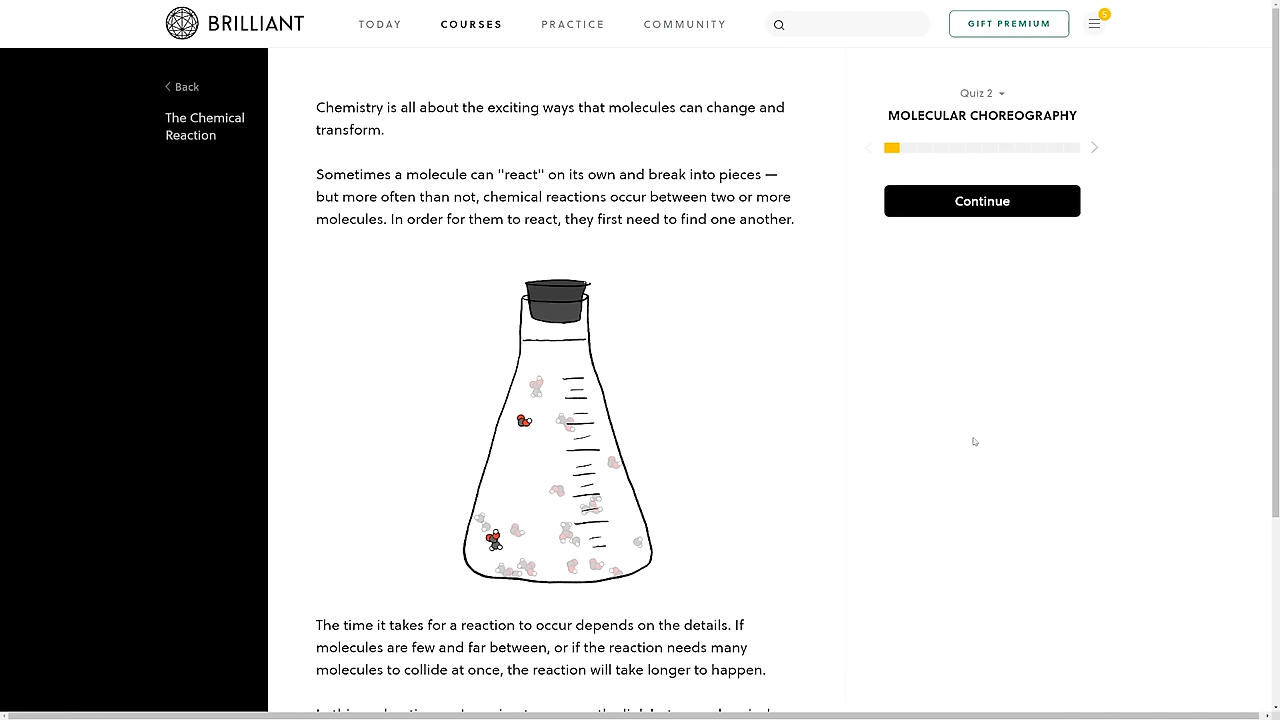 BRILLIANT
TODAY
COURSES
PRACTICE
COMMUNITY
GIFT PREMIUM
5
Back
The Chemical
Reaction
Chemistry is all about the exciting ways that molecules can change and
transform.
Sometimes a molecule can "react" on its own and break into pieces —
but more often than not, chemical reactions occur between two or more
molecules. In order for them to react, they first need to find one another.
The time it takes for a reaction to occur depends on the details. If
molecules are few and far between, or if the reaction needs many
molecules to collide at once, the reaction will take longer to happen.
Quiz 2
MOLECULAR CHOREOGRAPHY
Continue